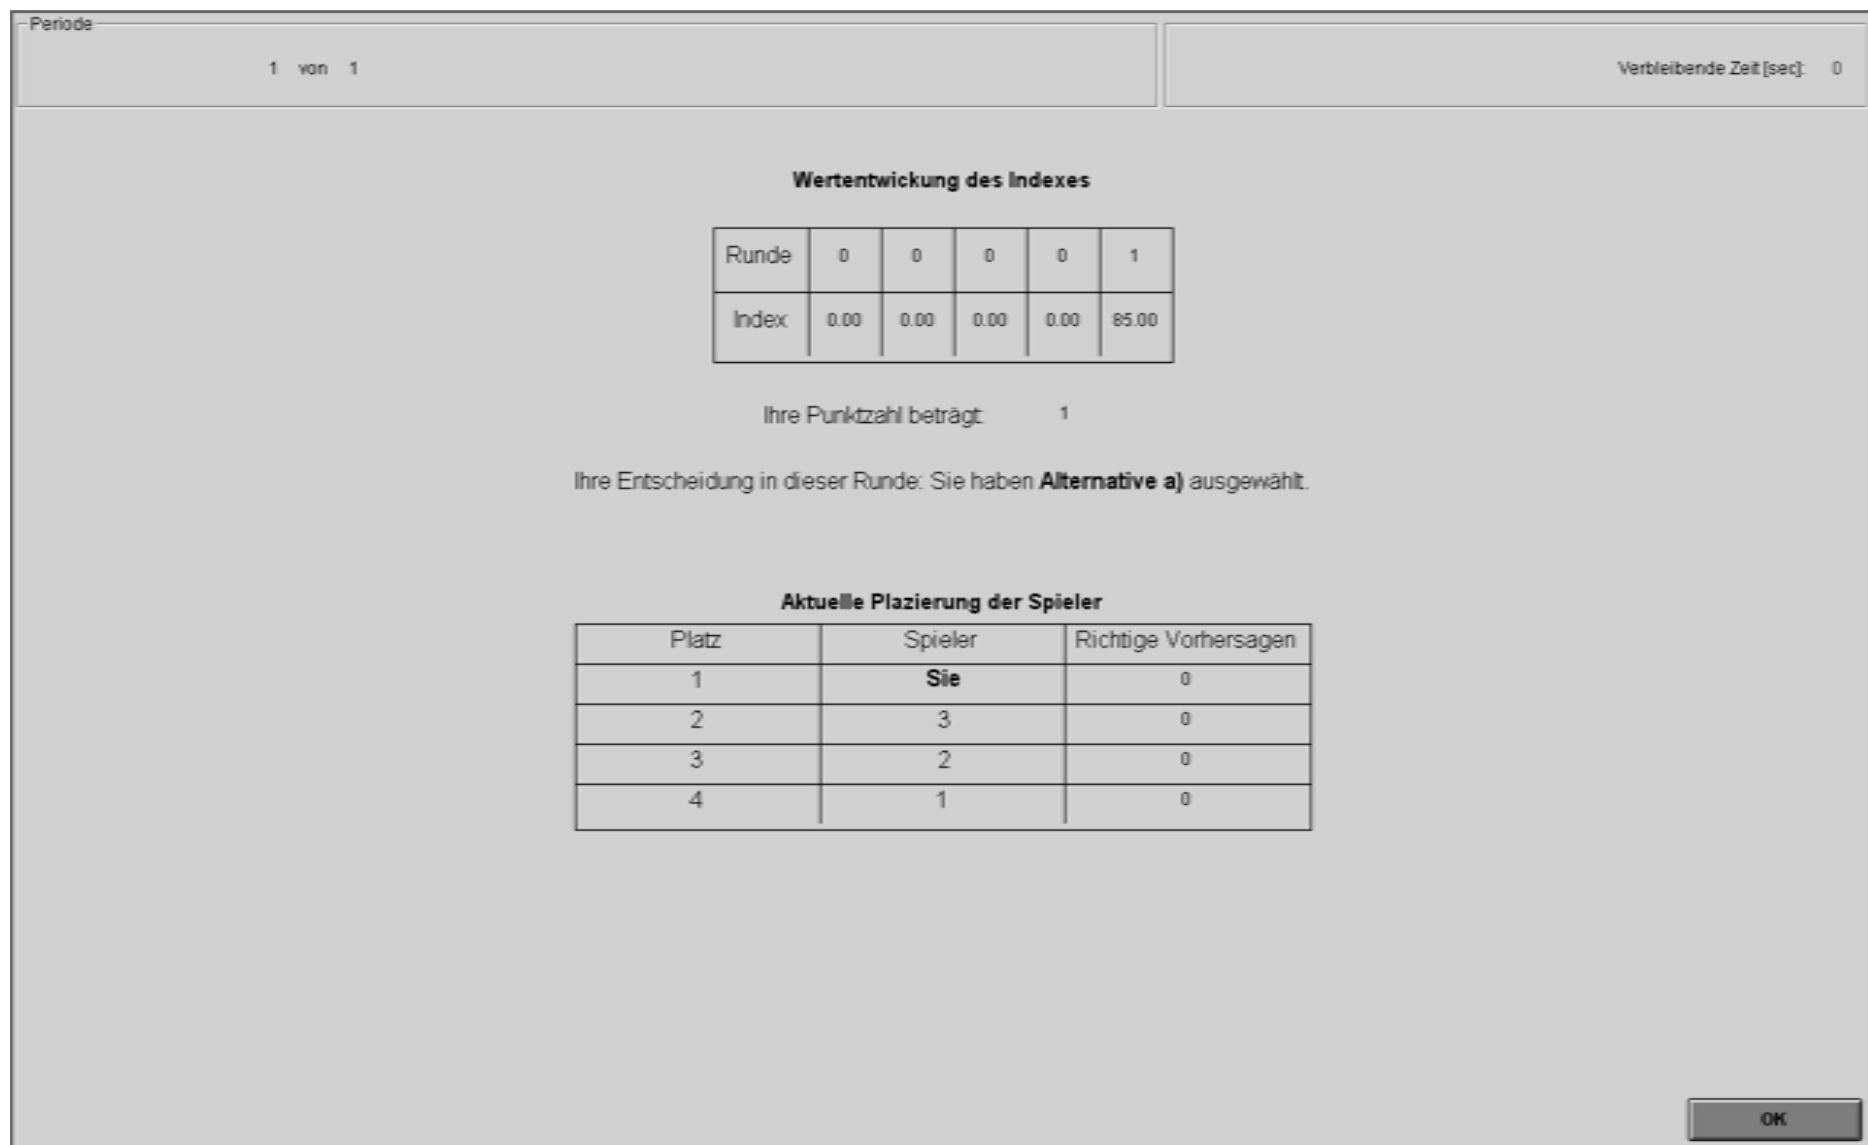 Periode
1 von 1
Verbleibende Zeit [sec]: 0
Wertentwickung des Indexes
Runde 0 0 0 0 1
Index 0.00 0.00 0.00 0.00 85.00
Ihre Punktzahl beträgt: 1
Ihre Entscheidung in dieser Runde: Sie haben Alternative a) ausgewählt.
Aktuelle Plazierung der Spieler
Platz Spieler Richtige Vorhersagen
1 Sie 0
2 3 0
3 2 0
4 1 0
OK